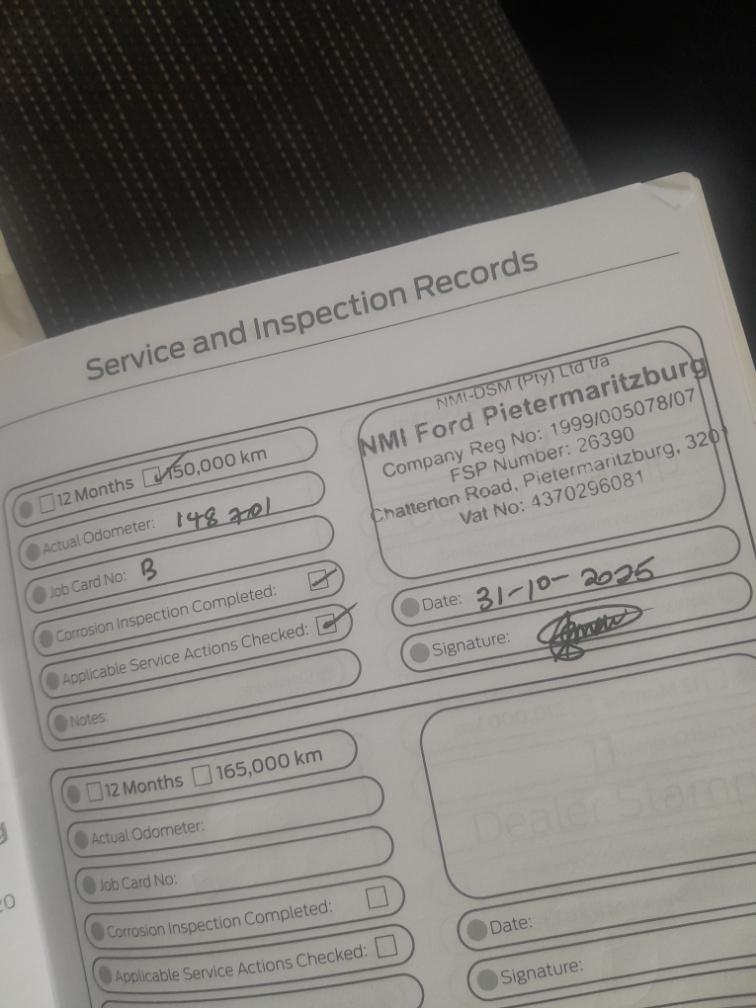 Service and Inspection Records
12 Months 150,000 km
Actual Odometer: 148 701
Job Card No: B
Corrosion Inspection Completed:
Applicable Service Actions Checked:
Notes:
NMI-DSM (Pty) Ltd t/a
NMI Ford Pietermaritzburg
Company Reg No: 1999/005078/07
FSP Number: 26390
Chatterton Road, Pietermaritzburg, 3201
Vat No: 4370296081
Date: 31-10-2025
Signature:
12 Months 165,000 km
Actual Odometer:
Job Card No:
Corrosion Inspection Completed:
Applicable Service Actions Checked:
Dealer Stamp
Date:
Signature: